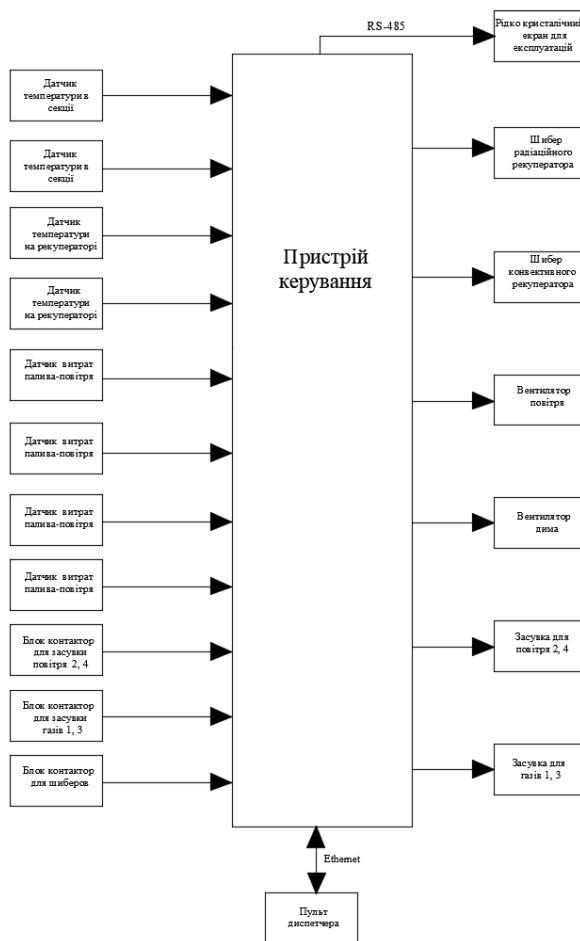 RS-485
Рідко кристалічний
екран для
експлуатацій
Датчик
температури в
секції
Датчик
температури в
секції
Датчик
температури
на рекуператорі
Датчик
температури
на рекуператорі
Датчик витрат
палива-повітря
Датчик витрат
палива-повітря
Датчик витрат
палива-повітря
Датчик витрат
палива-повітря
Блок контактор
для засувки
повітря 2, 4
Блок контактор
для засувки
газів 1, 3
Блок контактор
для шиберов
Пристрій
керування
Шибер
радіаційного
рекуператора
Шибер
конвективного
рекуператора
Вентилятор
повітря
Вентилятор
дима
Засувка для
повітря 2, 4
Засувка для
газів 1, 3
Ethernet
Пульт
диспетчера